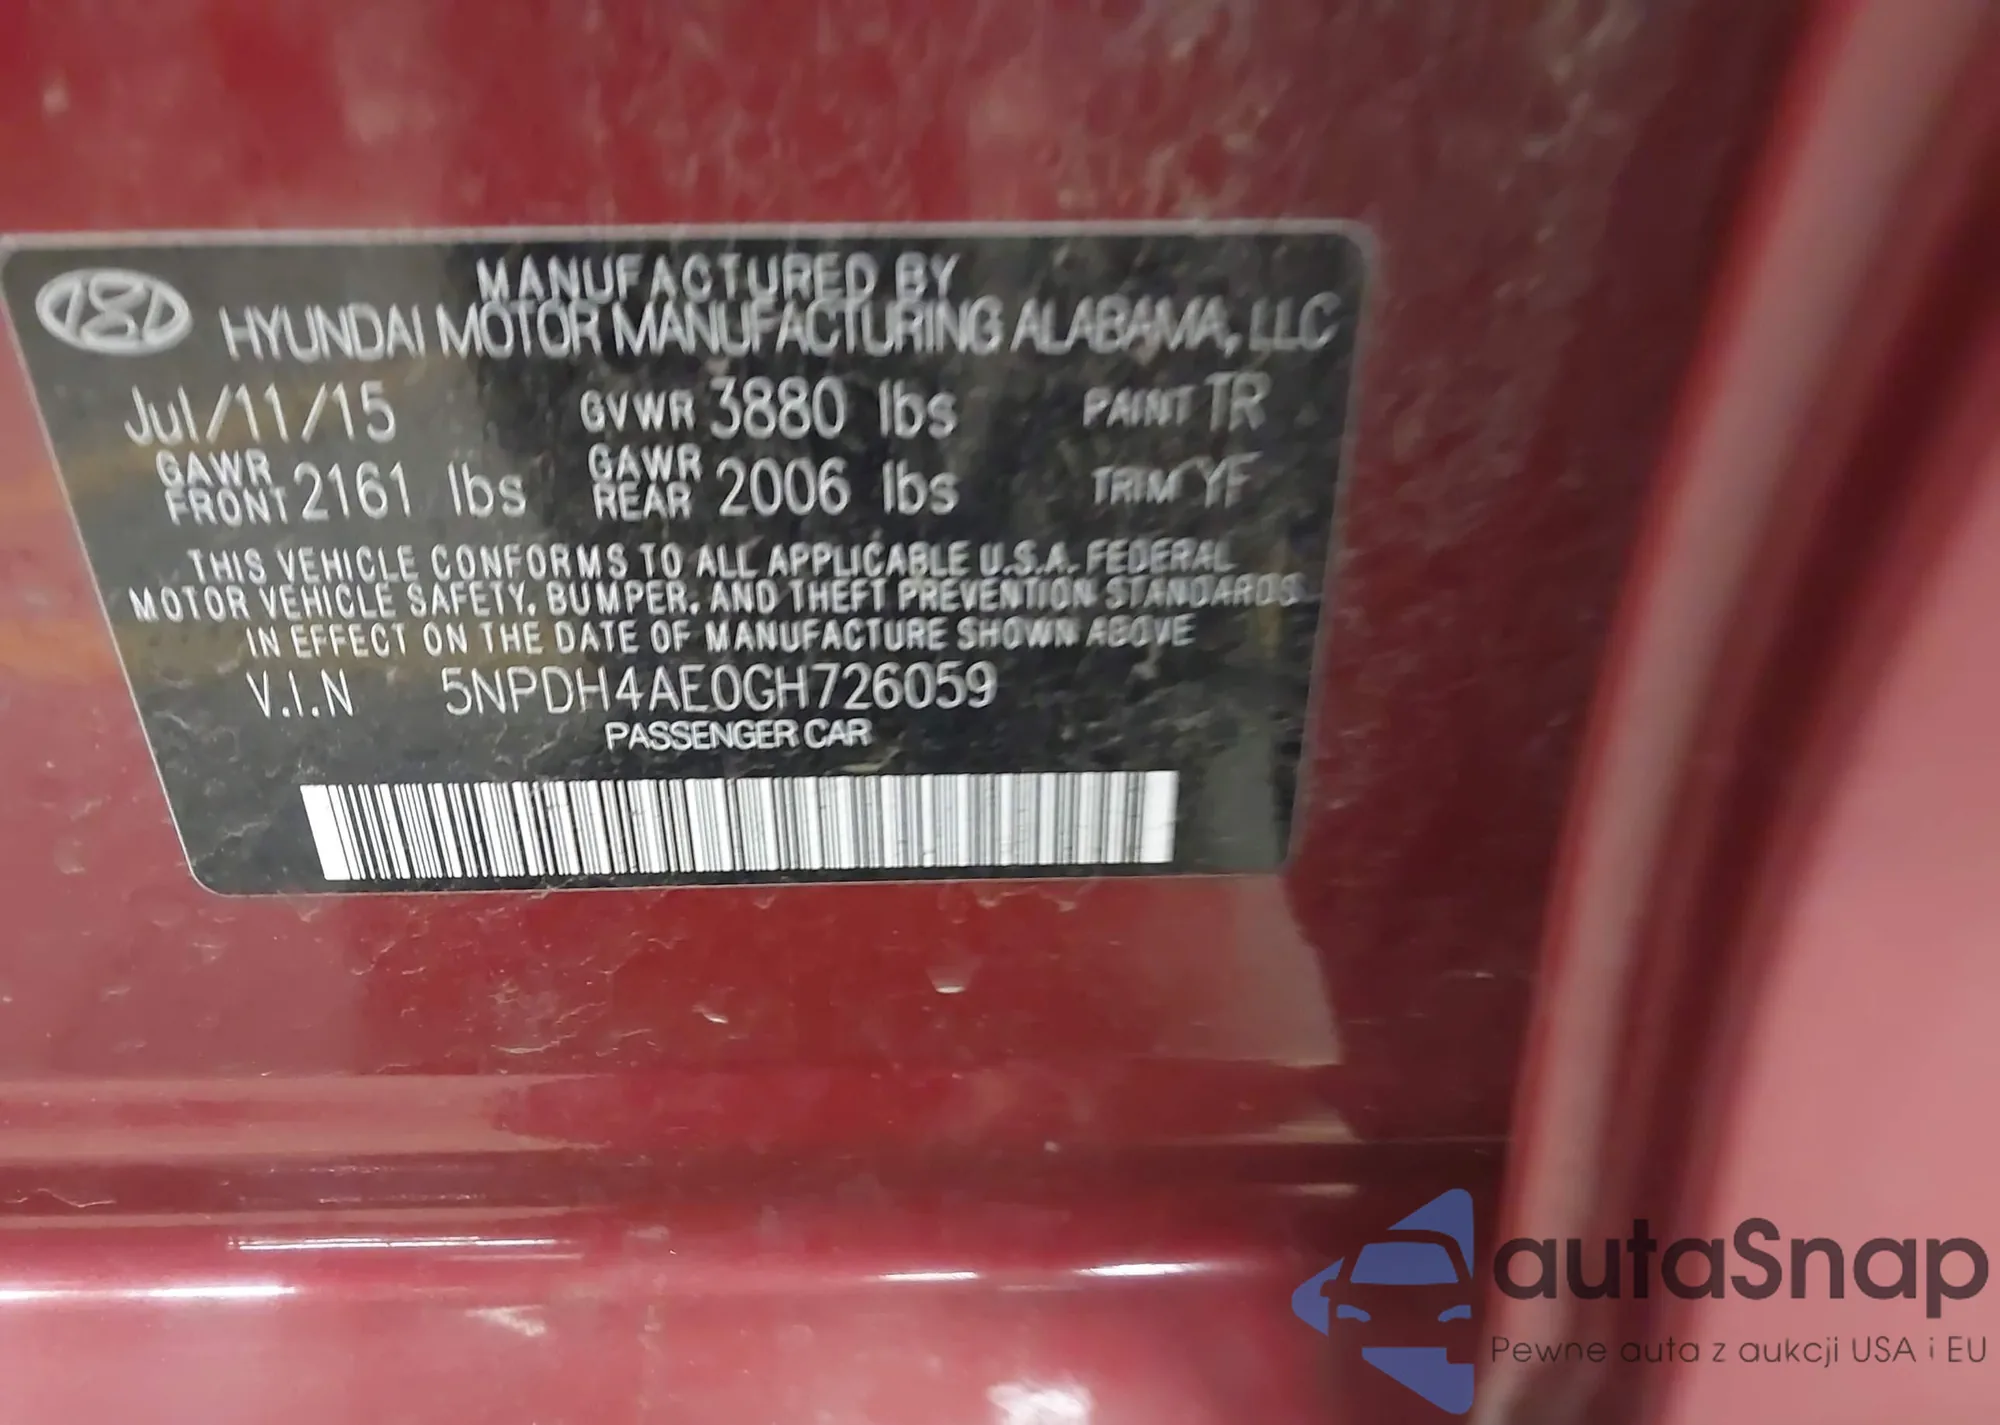 MANUFACTURED BY
HYUNDAI MOTOR MANUFACTURING ALABAMA, LLC
Jul/11/15 GVWR 3880 lbs PAINT TR
GAWR FRONT 2161 lbs GAWR REAR 2006 lbs TRIM YF
THIS VEHICLE CONFORMS TO ALL APPLICABLE U.S.A. FEDERAL
MOTOR VEHICLE SAFETY, BUMPER, AND THEFT PREVENTION STANDARDS
IN EFFECT ON THE DATE OF MANUFACTURE SHOWN ABOVE
V.I.N 5NPDH4AE0GH726059
PASSENGER CAR
autaSnap
Pewne auta z aukcji USA i EU